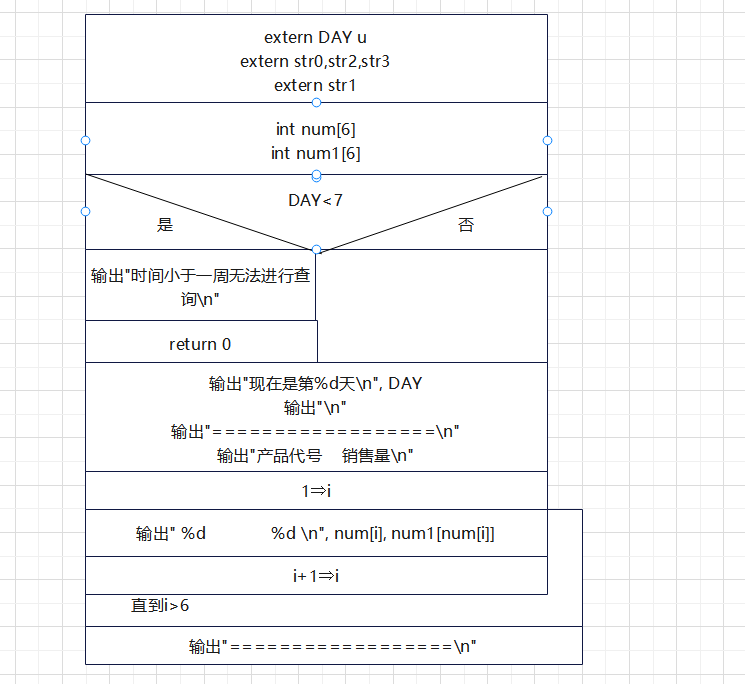 extern DAY u
extern str0,str2,str3
extern str1
int num[6]
int num1[6]
DAY<7
是
否
输出"时间小于一周无法进行查
询\n"
return 0
输出"现在是第%d天\n", DAY
输出"\n"
输出"==================\n"
输出"产品代号 销售量\n"
1⇒i
输出" %d %d \n", num[i], num1[num[i]]
i+1⇒i
直到i>6
输出"==================\n"